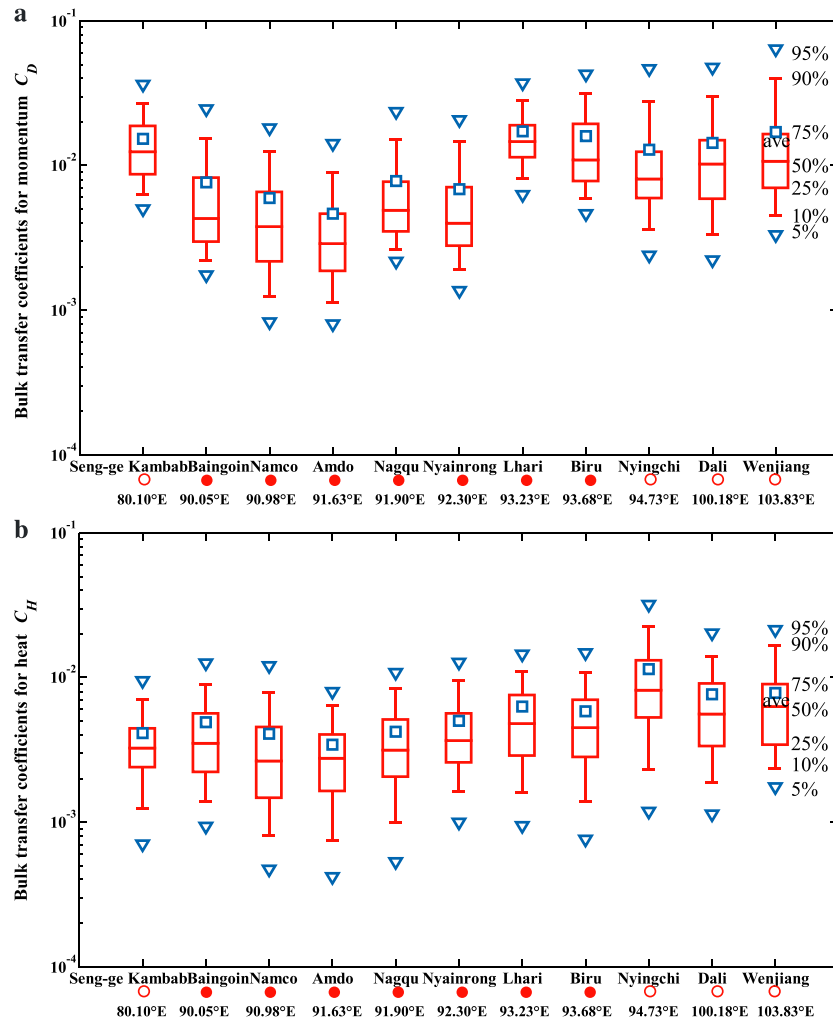 a
Bulk transfer coefficients for momentum C_D
10^-1
10^-2
10^-3
10^-4
95%
90%
75%
ave
50%
25%
10%
5%
Seng-ge Kambab Baingoin Namco Amdo Nagqu Nyainrong Lhari Biru Nyingchi Dali Wenjiang
80.10°E 90.05°E 90.98°E 91.63°E 91.90°E 92.30°E 93.23°E 93.68°E 94.73°E 100.18°E 103.83°E
b
Bulk transfer coefficients for heat C_H
10^-1
10^-2
10^-3
10^-4
95%
90%
75%
ave
50%
25%
10%
5%
Seng-ge Kambab Baingoin Namco Amdo Nagqu Nyainrong Lhari Biru Nyingchi Dali Wenjiang
80.10°E 90.05°E 90.98°E 91.63°E 91.90°E 92.30°E 93.23°E 93.68°E 94.73°E 100.18°E 103.83°E